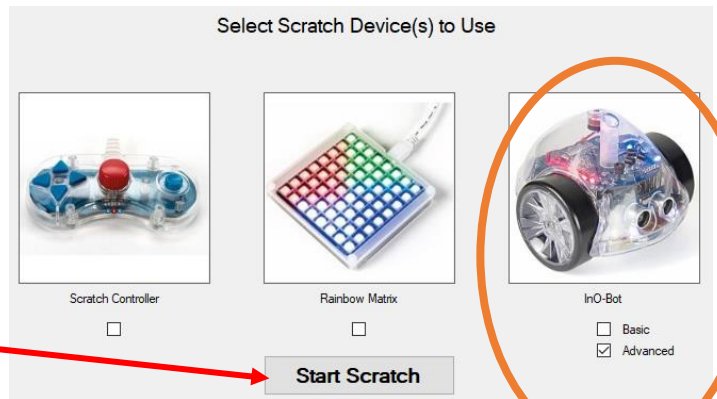 Select Scratch Device(s) to Use
Scratch Controller
Rainbow Matrix
InO-Bot
Basic
Advanced
Start Scratch